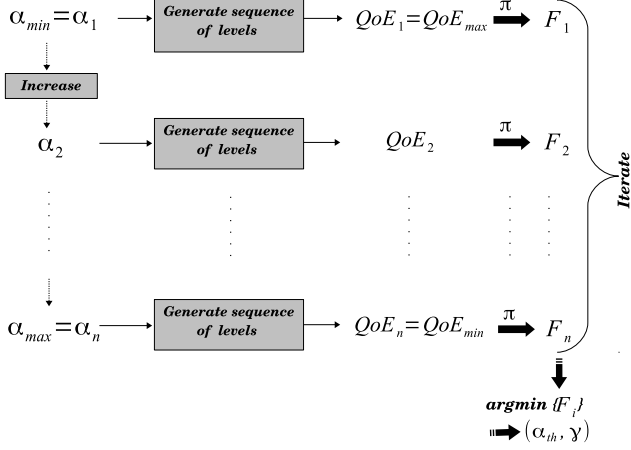 α_min = α_1 Generate sequence of levels QoE_1 = QoE_max π F_1
Increase
α_2 Generate sequence of levels QoE_2 π F_2
Iterate
α_max = α_n Generate sequence of levels QoE_n = QoE_min π F_n
argmin {F_i}
(α_th, γ)